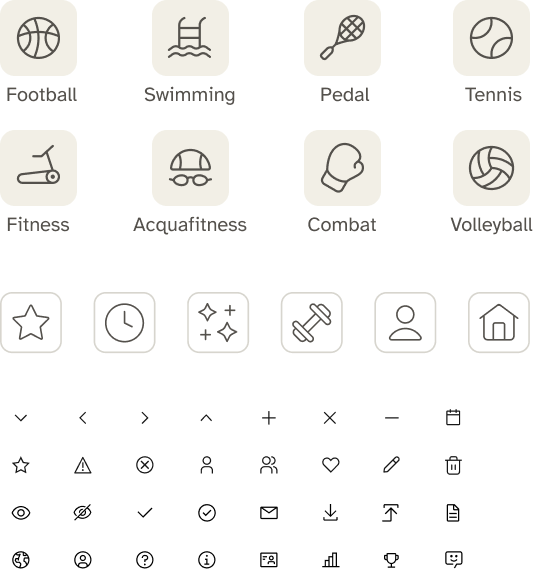 Football
Swimming
Pedal
Tennis
Fitness
Acquafitness
Combat
Volleyball